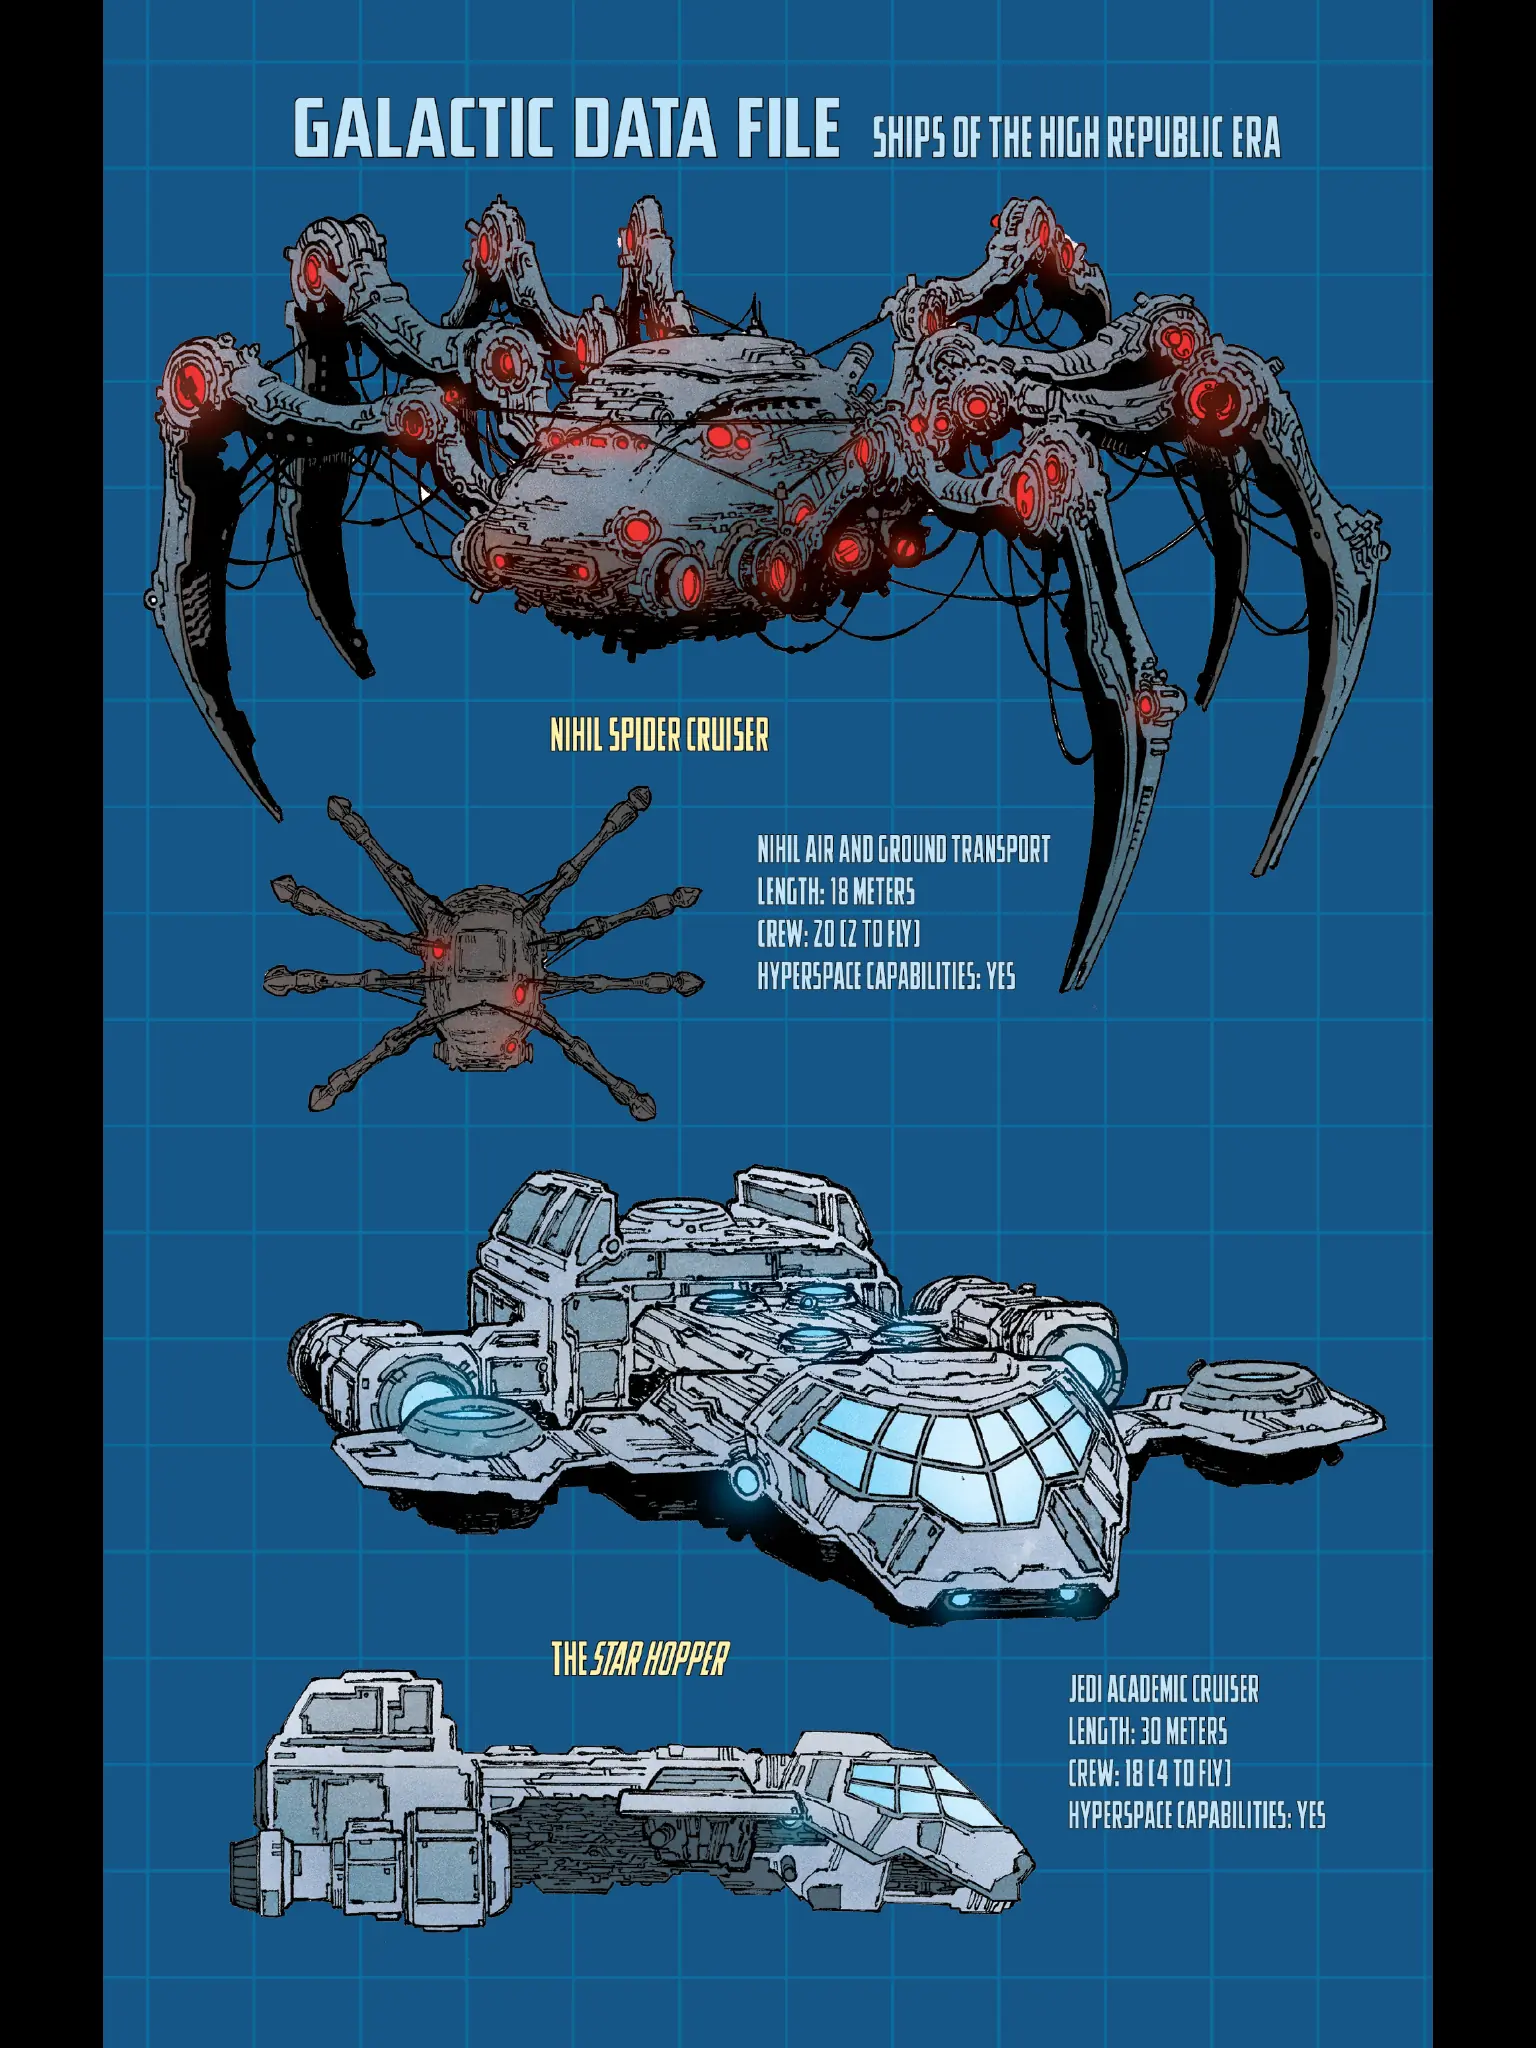 GALACTIC DATA FILE SHIPS OF THE HIGH REPUBLIC ERA
NIHIL SPIDER CRUISER
NIHIL AIR AND GROUND TRANSPORT
LENGTH: 18 METERS
CREW: 20 (2 TO FLY)
HYPERSPACE CAPABILITIES: YES
THE STAR HOPPER
JEDI ACADEMIC CRUISER
LENGTH: 30 METERS
CREW: 18 (4 TO FLY)
HYPERSPACE CAPABILITIES: YES